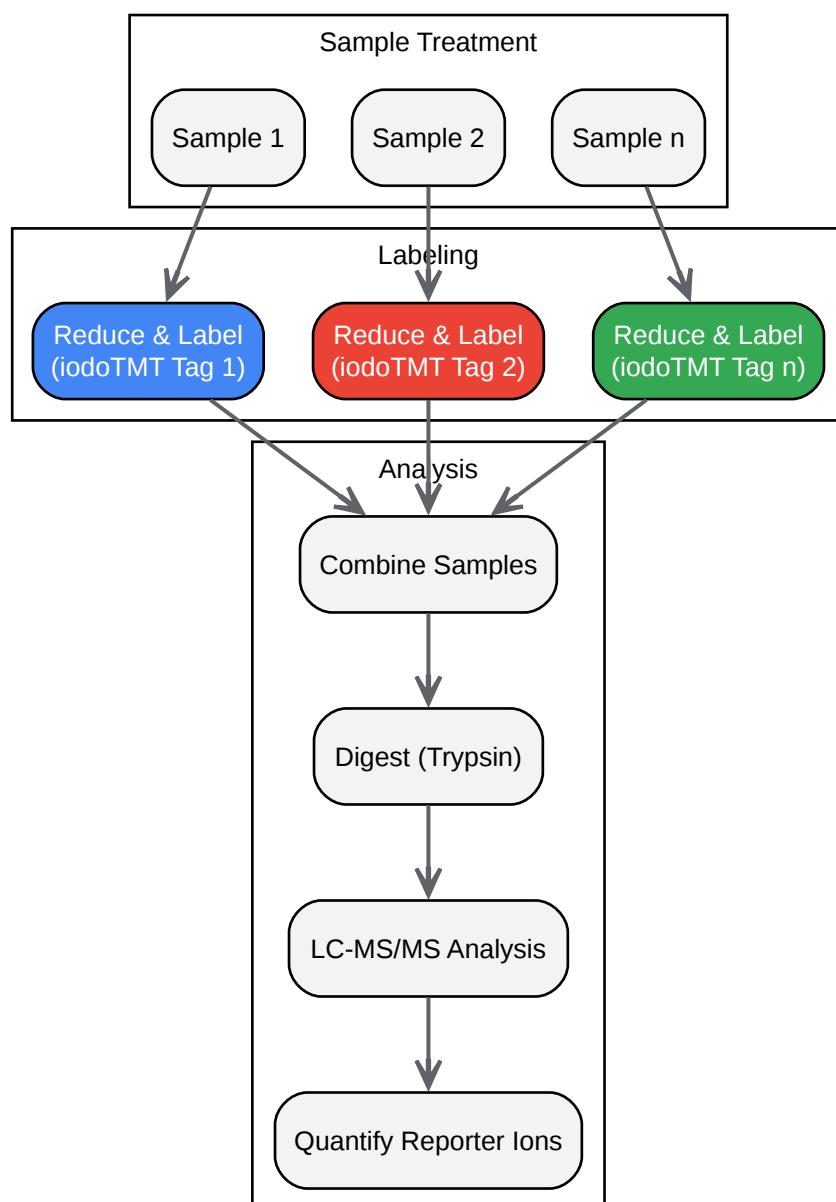 Sample Treatment
Sample 1
Sample 2
Sample n
Labeling
Reduce & Label
(iodoTMT Tag 1)
Reduce & Label
(iodoTMT Tag 2)
Reduce & Label
(iodoTMT Tag n)
Analysis
Combine Samples
Digest (Trypsin)
LC-MS/MS Analysis
Quantify Reporter Ions